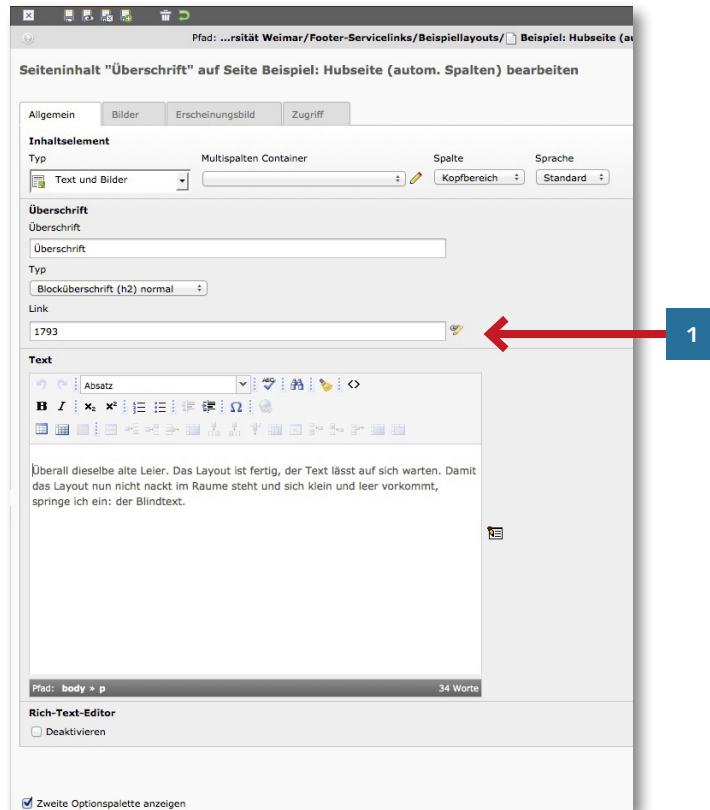 Pfad: ...rsität Weimar/Footer-Servicelinks/Beispiellayouts/ Beispiel: Hubseite (au
Seiteninhalt "Überschrift" auf Seite Beispiel: Hubseite (autom. Spalten) bearbeiten
Allgemein Bilder Erscheinungsbild Zugriff
Inhaltselement
Typ Multispalten Container Spalte Sprache
Text und Bilder Kopfbereich Standard
Überschrift
Überschrift
Überschrift
Typ
Blocküberschrift (h2) normal
Link
1793
1
Text
Absatz ABC <>
B I x₂ x² Ω
Überall dieselbe alte Leier. Das Layout ist fertig, der Text lässt auf sich warten. Damit
das Layout nun nicht nackt im Raume steht und sich klein und leer vorkommt,
springe ich ein: der Blindtext.
Pfad: body » p 34 Worte
Rich-Text-Editor
Deaktivieren
Zweite Optionspalette anzeigen